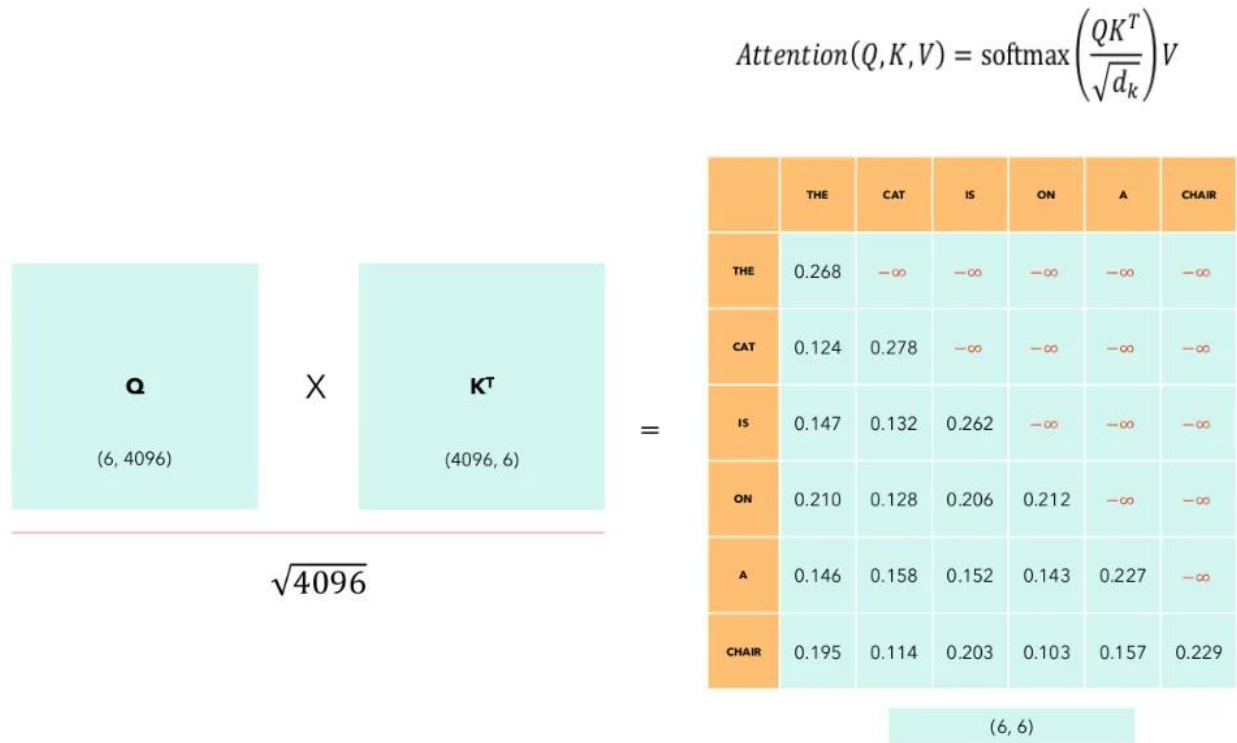 Attention(Q, K, V) = softmax(QKᵀ/√dₖ)V
THE CAT IS ON A CHAIR
THE 0.268 −∞ −∞ −∞ −∞ −∞
CAT 0.124 0.278 −∞ −∞ −∞ −∞
IS 0.147 0.132 0.262 −∞ −∞ −∞
ON 0.210 0.128 0.206 0.212 −∞ −∞
A 0.146 0.158 0.152 0.143 0.227 −∞
CHAIR 0.195 0.114 0.203 0.103 0.157 0.229
(6, 6)
Q X Kᵀ =
(6, 4096) (4096, 6)
√4096